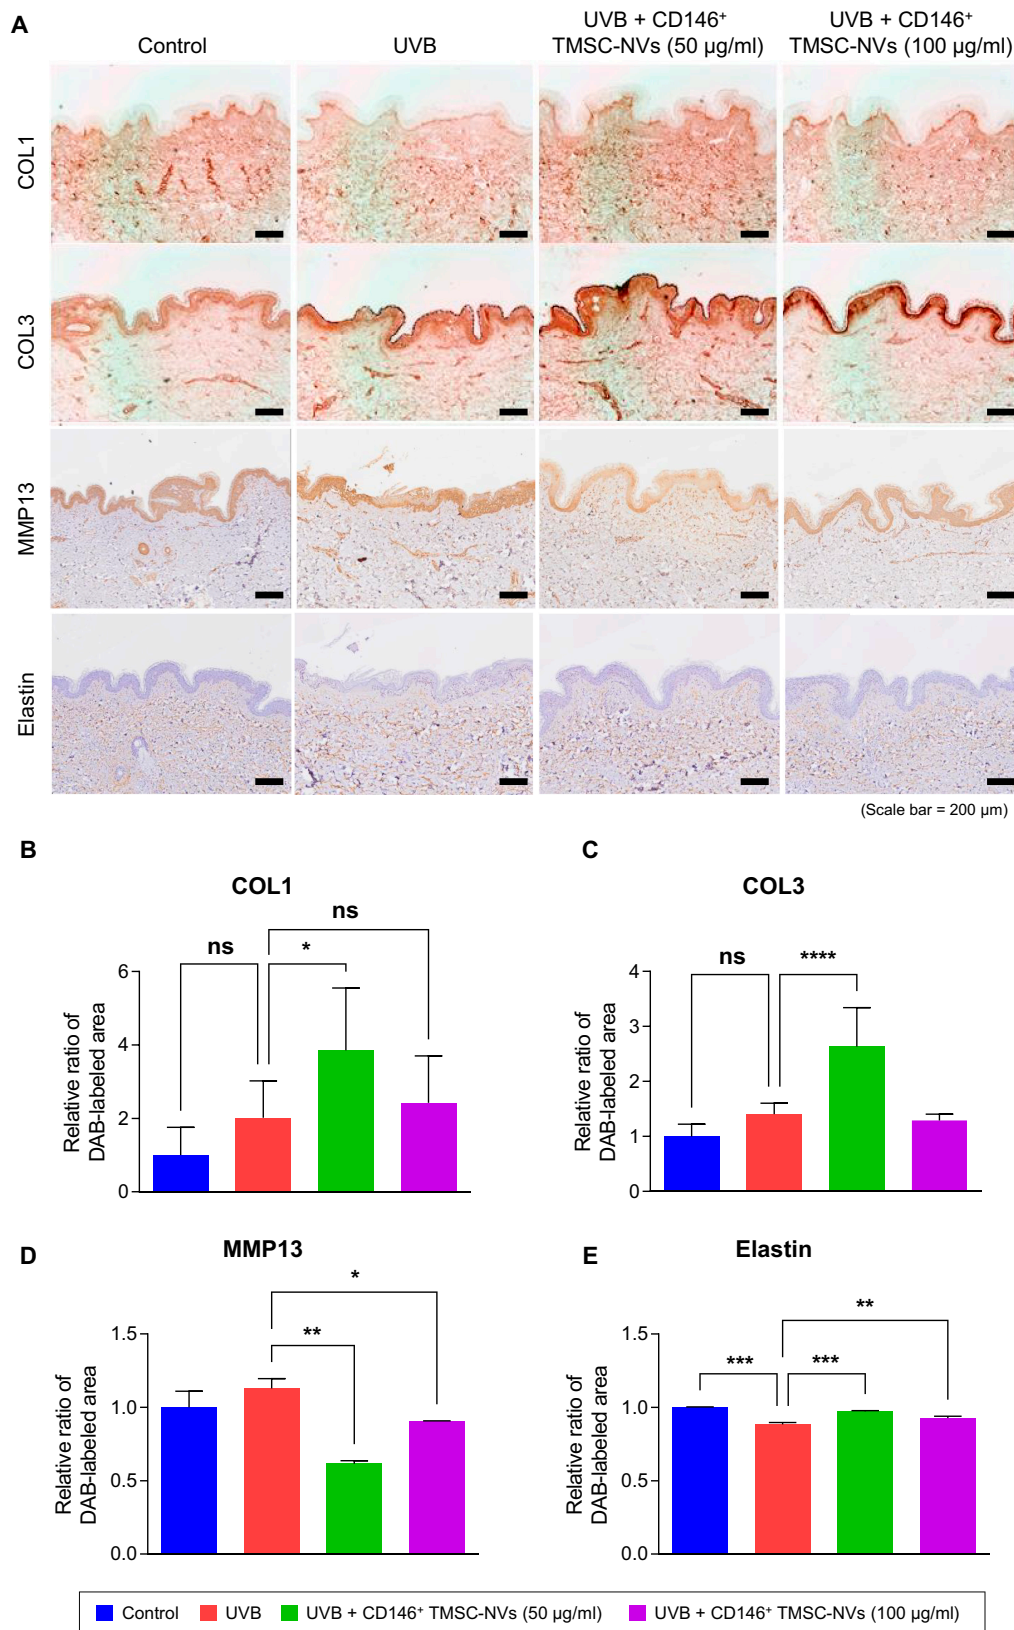 A
Control
UVB
UVB + CD146⁺
TMSC-NVs (50 µg/ml)
UVB + CD146⁺
TMSC-NVs (100 µg/ml)
COL1
COL3
MMP13
Elastin
(Scale bar = 200 µm)
B
COL1
ns
ns
*
Relative ratio of
DAB-labeled area
6
4
2
0
C
COL3
ns
****
Relative ratio of
DAB-labeled area
4
3
2
1
0
D
MMP13
*
**
Relative ratio of
DAB-labeled area
1.5
1.0
0.5
0.0
E
Elastin
**
***
***
Relative ratio of
DAB-labeled area
1.5
1.0
0.5
0.0
Control
UVB
UVB + CD146⁺ TMSC-NVs (50 µg/ml)
UVB + CD146⁺ TMSC-NVs (100 µg/ml)